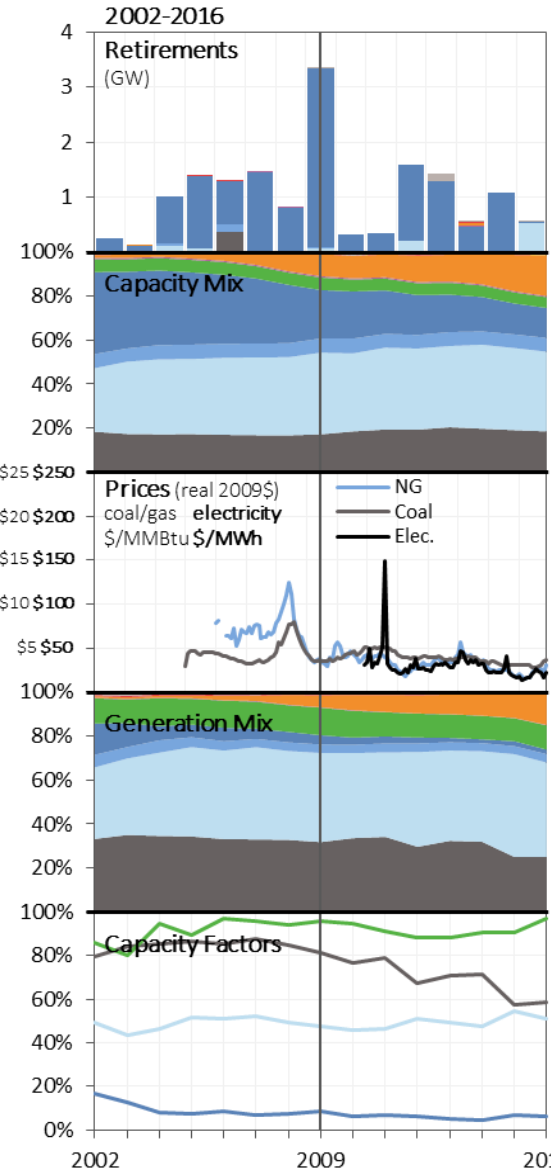 2002-2016
4
Retirements
(GW)
3
2
1
100%
Capacity Mix
80%
60%
40%
20%
$25 $250
Prices (real 2009$)
NG
$20 $200
coal/gas electricity
Coal
$/MMBtu $/MWh
Elec.
$15 $150
$10 $100
$5 $50
100%
Generation Mix
80%
60%
40%
20%
100%
Capacity Factors
80%
60%
40%
20%
0%
2002 2009 20